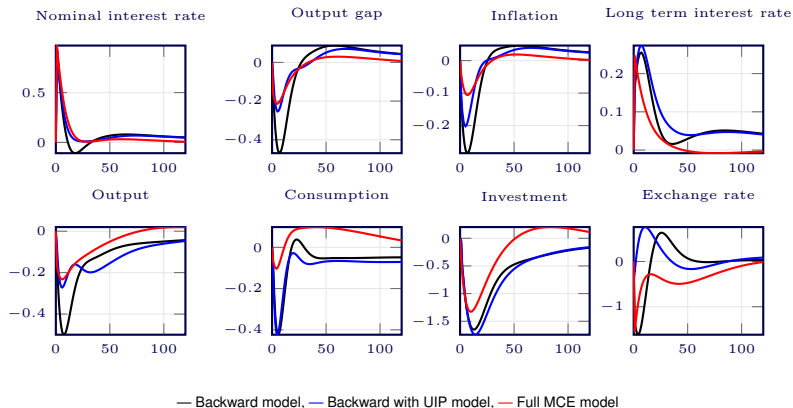 Nominal interest rate
Output gap
Inflation
Long term interest rate
0.5
0
0 50 100
0
−0.2
−0.4
0 50 100
0
−0.1
−0.2
0 50 100
0.2
0.1
0
0 50 100
Output
Consumption
Investment
Exchange rate
0
−0.2
−0.4
0 50 100
0
−0.2
−0.4
0 50 100
0
−0.5
−1
−1.5
0 50 100
0
−1
0 50 100
— Backward model, — Backward with UIP model, — Full MCE model